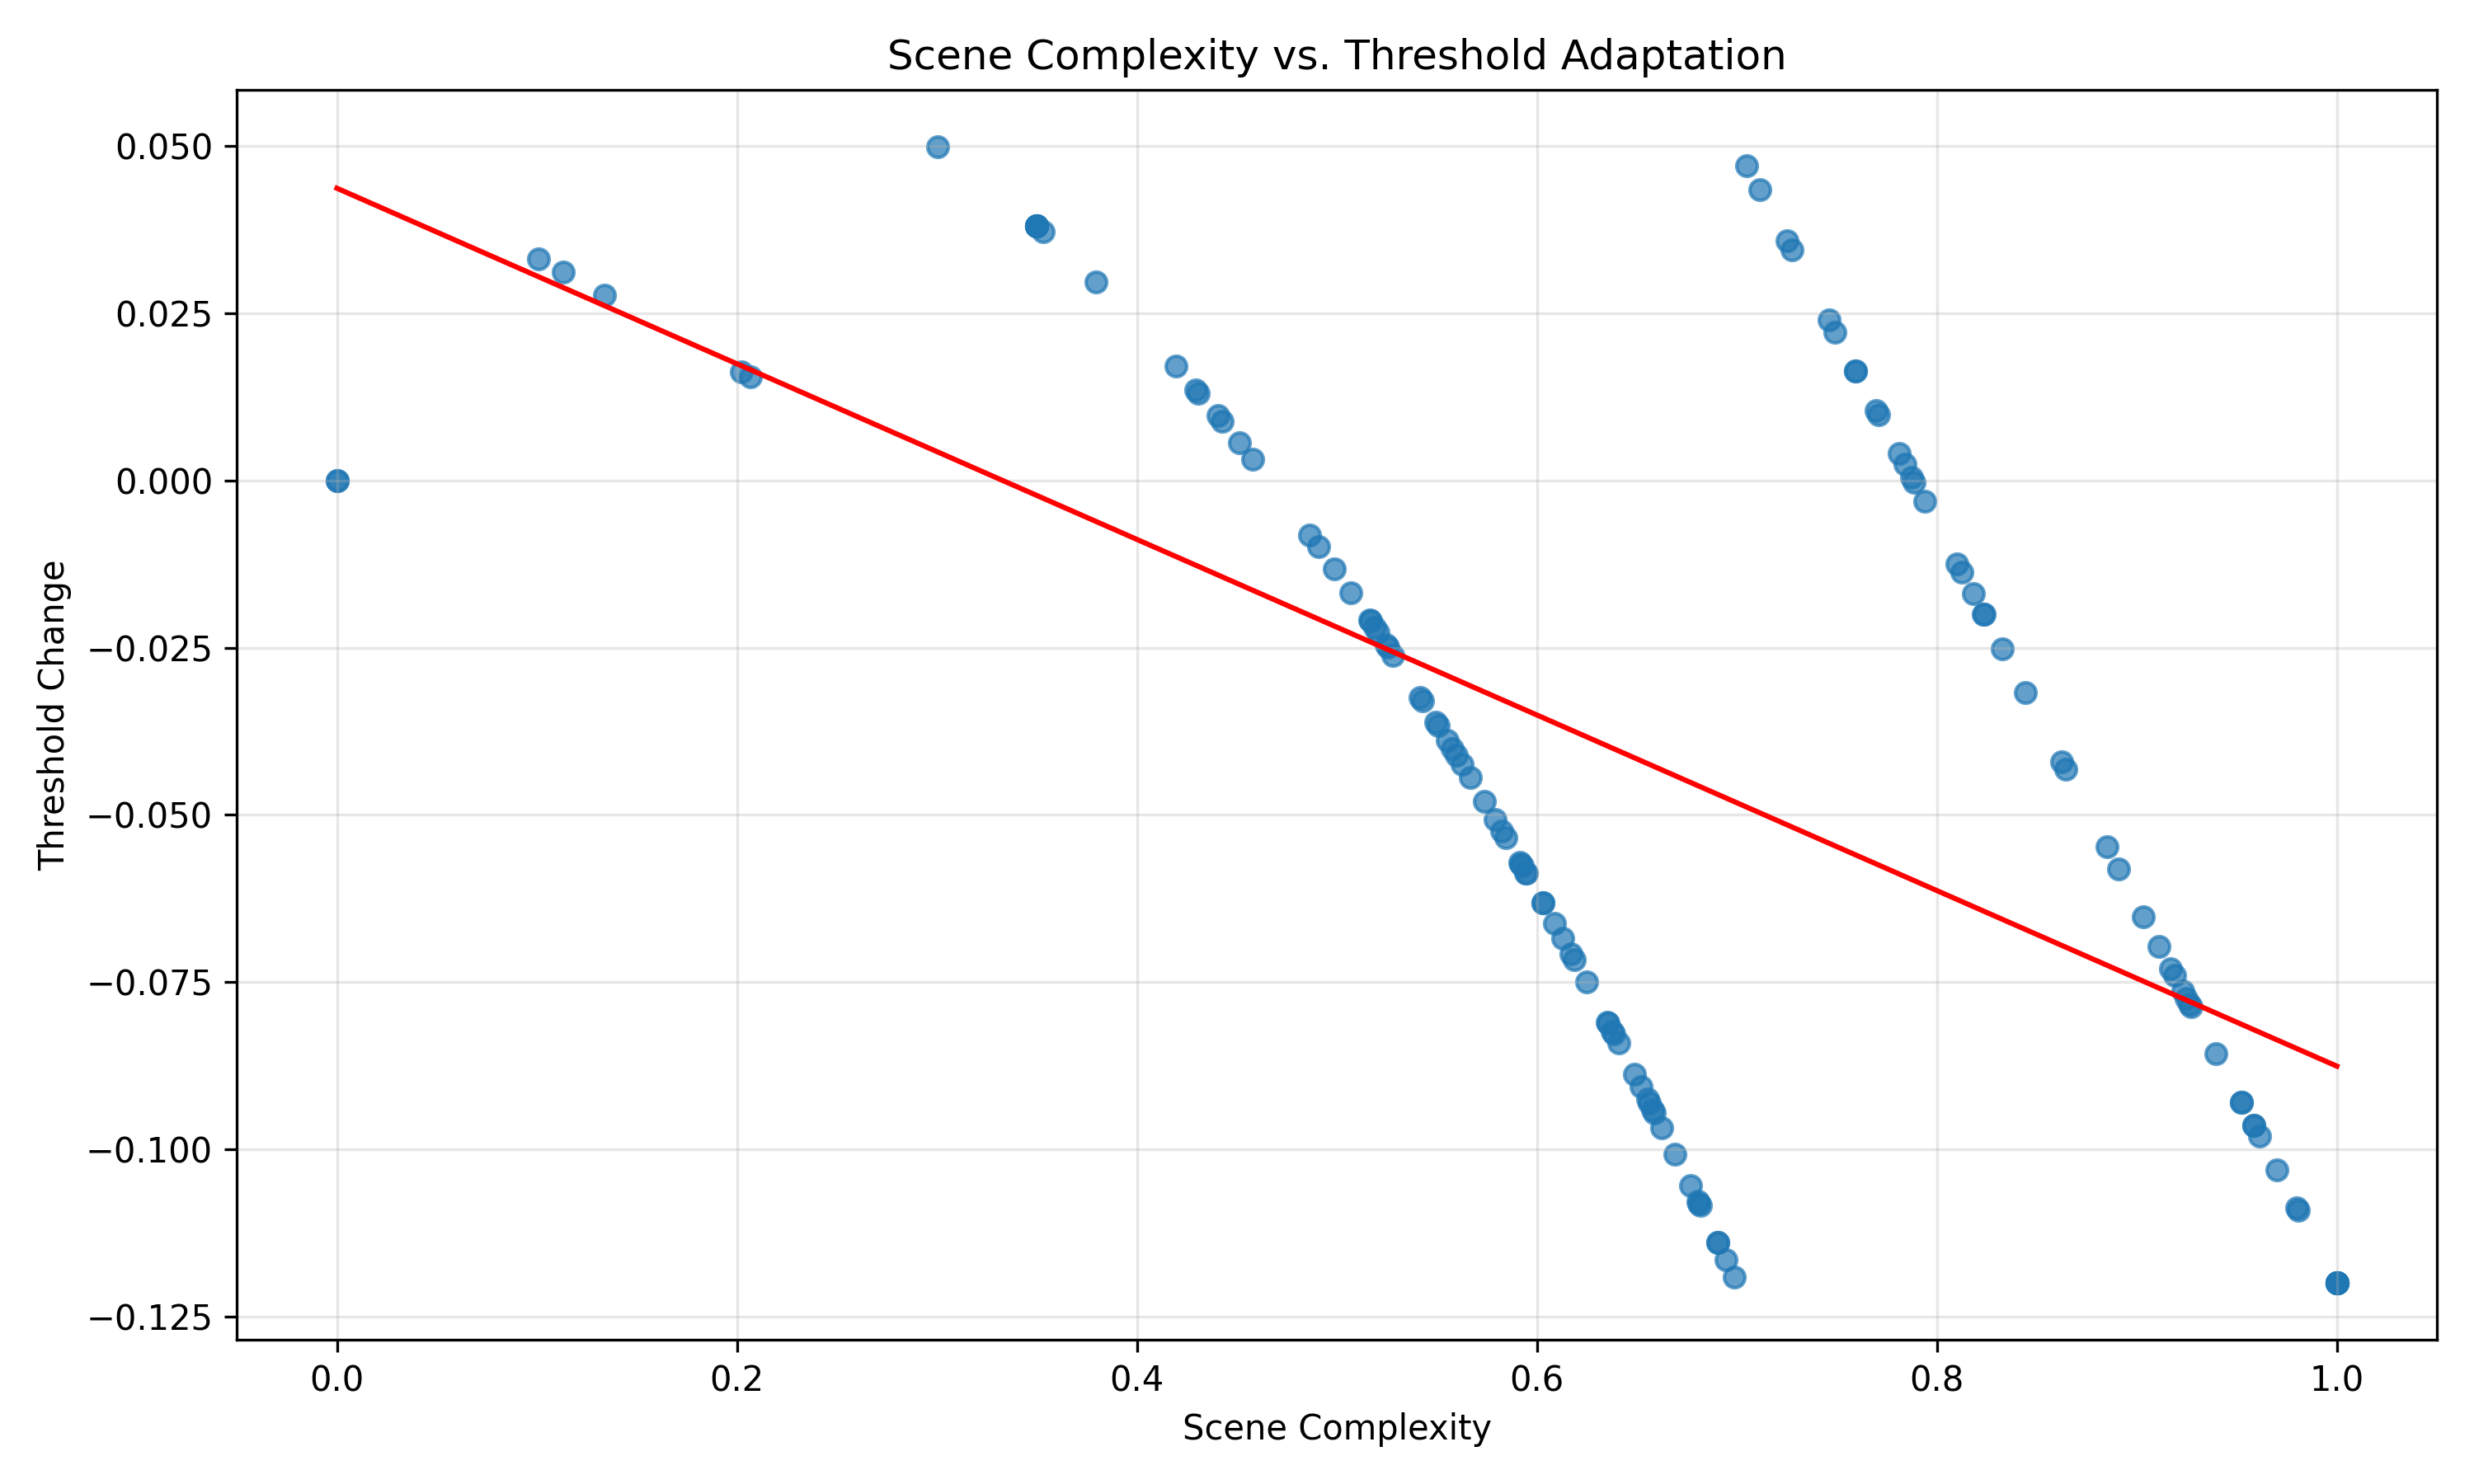 Scene Complexity vs. Threshold Adaptation
0.050
0.025
0.000
−0.025
−0.050
−0.075
−0.100
−0.125
Threshold Change
0.0 0.2 0.4 0.6 0.8 1.0
Scene Complexity